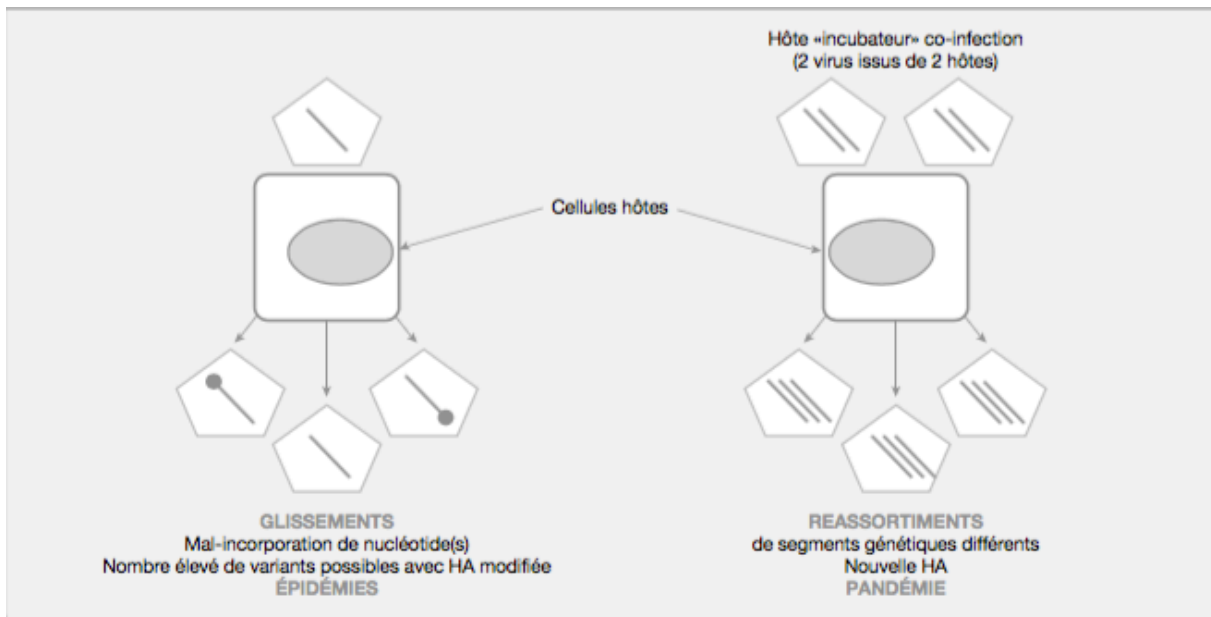 Hôte «incubateur» co-infection
(2 virus issus de 2 hôtes)
Cellules hôtes
GLISSEMENTS
Mal-incorporation de nucléotide(s)
Nombre élevé de variants possibles avec HA modifiée
ÉPIDÉMIES
REASSORTIMENTS
de segments génétiques différents
Nouvelle HA
PANDÉMIE